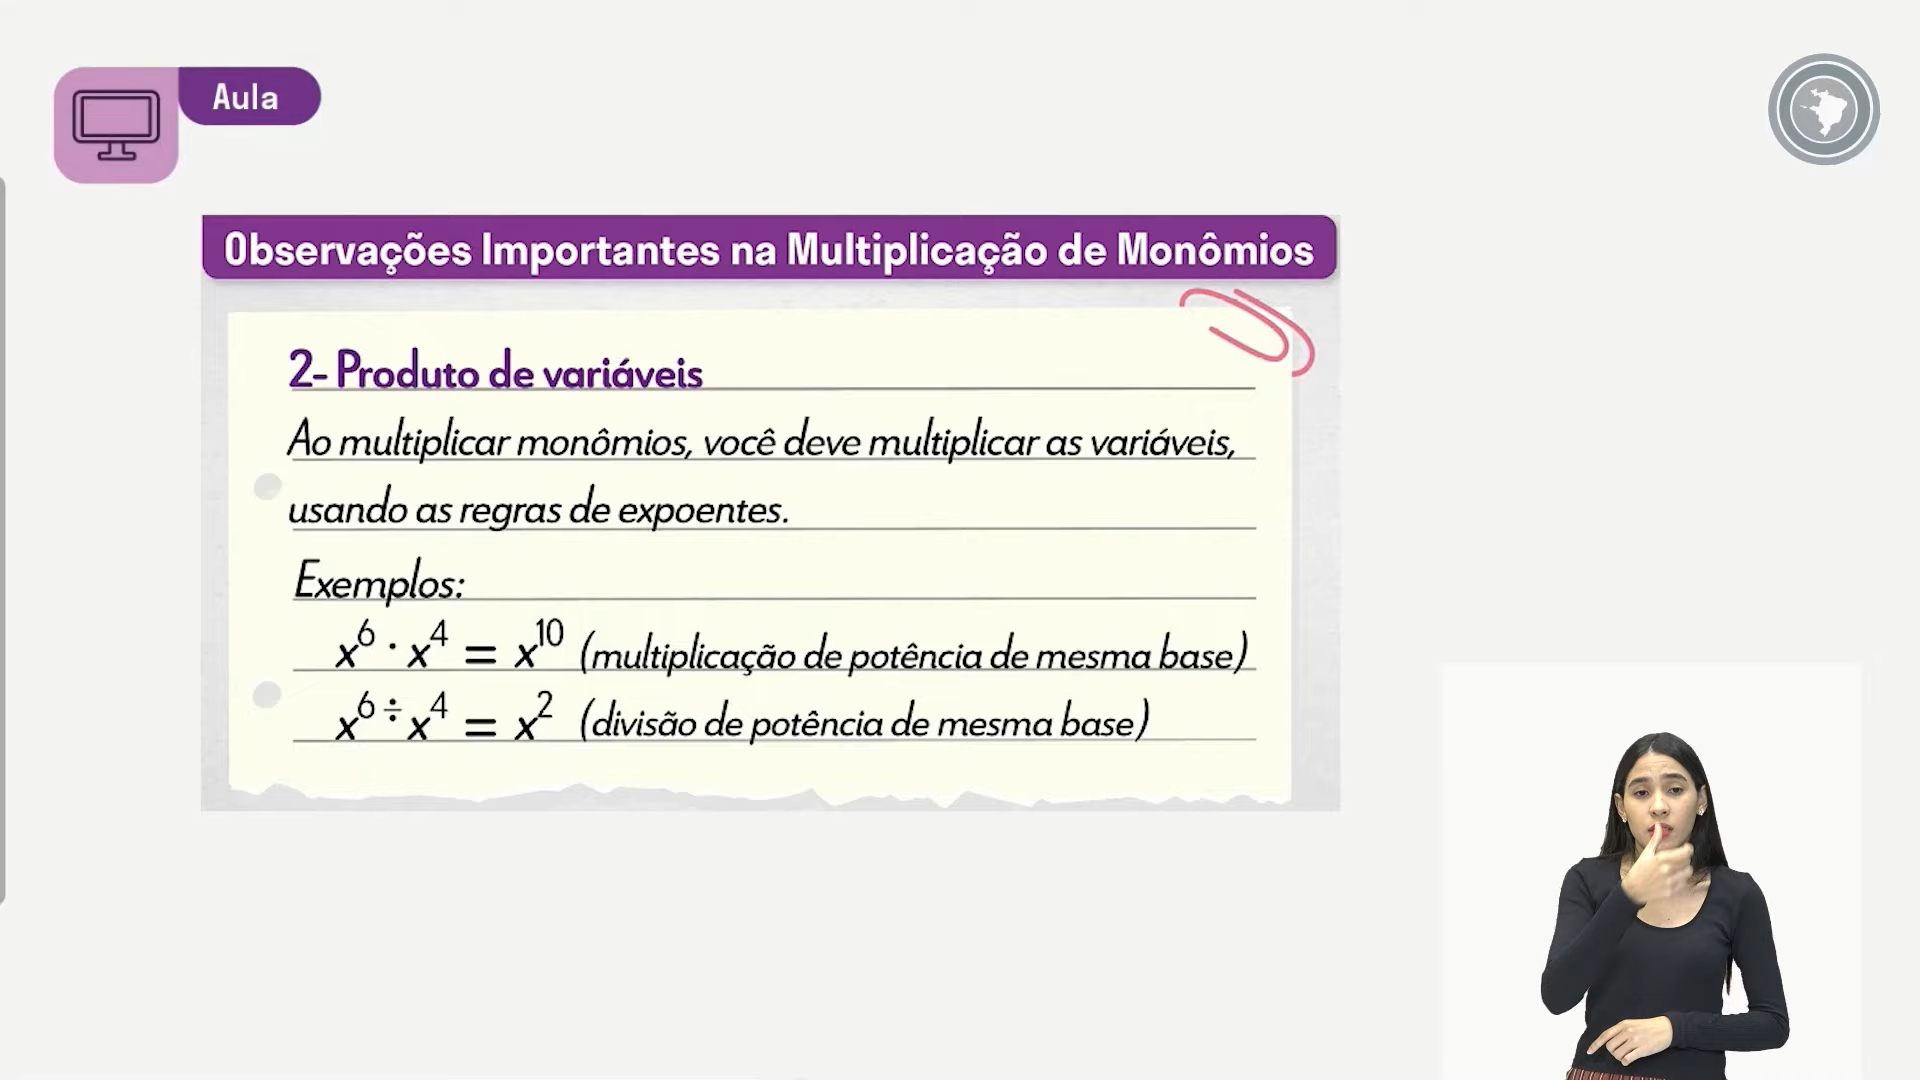 Aula
Observações Importantes na Multiplicação de Monômios
2- Produto de variáveis
Ao multiplicar monômios, você deve multiplicar as variáveis,
usando as regras de expoentes.
Exemplos:
x⁶ · x⁴ = x¹⁰ (multiplicação de potência de mesma base)
x⁶ ÷ x⁴ = x² (divisão de potência de mesma base)